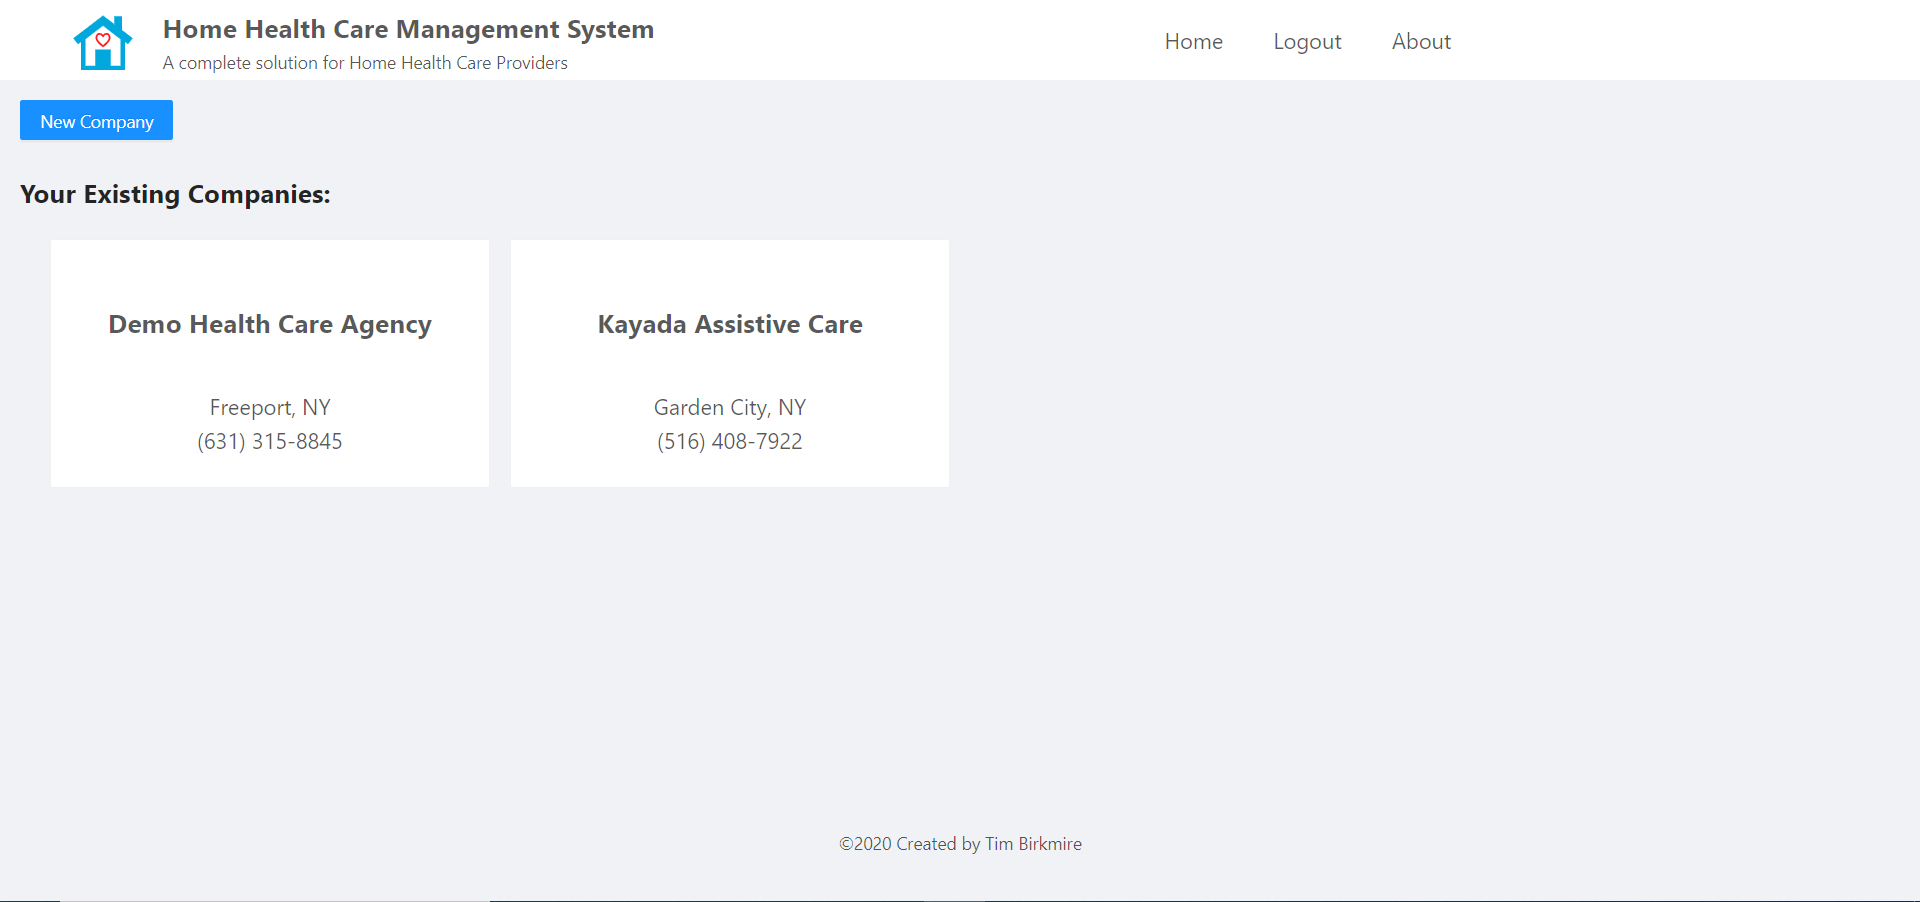 Home Health Care Management System
A complete solution for Home Health Care Providers
Home
Logout
About
New Company
Your Existing Companies:
Demo Health Care Agency
Freeport, NY
(631) 315-8845
Kayada Assistive Care
Garden City, NY
(516) 408-7922
©2020 Created by Tim Birkmire